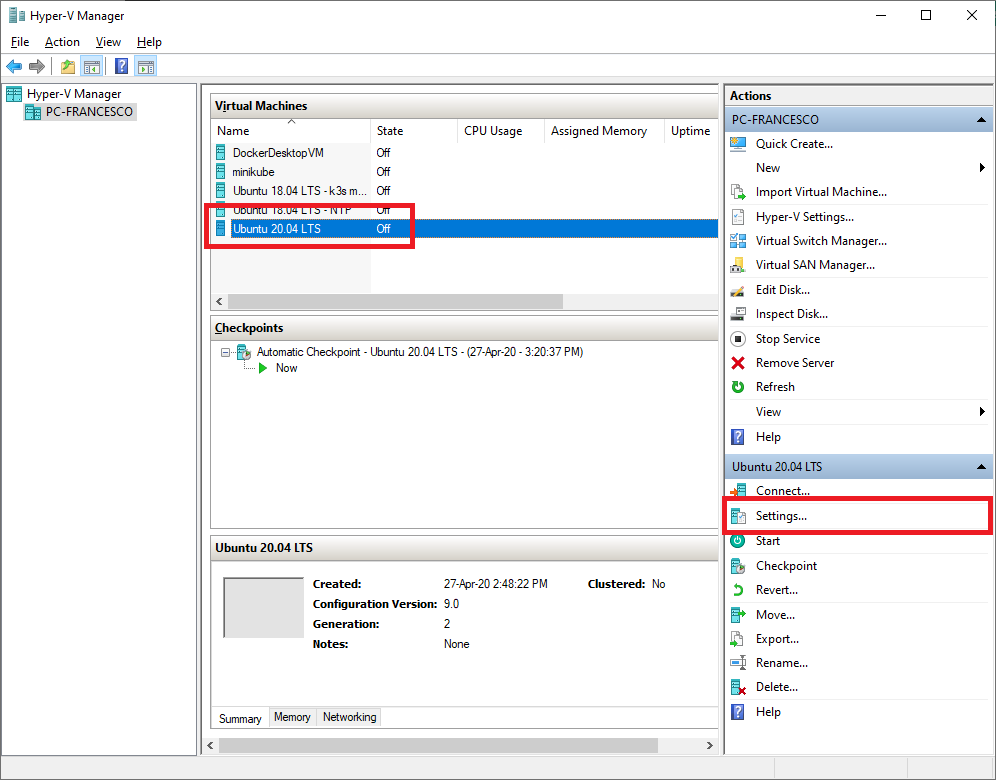 Hyper-V Manager
File Action View Help
Hyper-V Manager
PC-FRANCESCO
Virtual Machines
Name State CPU Usage Assigned Memory Uptime
DockerDesktopVM Off
minikube Off
Ubuntu 18.04 LTS - k3s m... Off
Ubuntu 18.04 LTS - NTP Off
Ubuntu 20.04 LTS Off
Checkpoints
Automatic Checkpoint - Ubuntu 20.04 LTS - (27-Apr-20 - 3:20:37 PM)
Now
Ubuntu 20.04 LTS
Created: 27-Apr-20 2:48:22 PM Clustered: No
Configuration Version: 9.0
Generation: 2
Notes: None
Summary Memory Networking
Actions
PC-FRANCESCO
Quick Create...
New
Import Virtual Machine...
Hyper-V Settings...
Virtual Switch Manager...
Virtual SAN Manager...
Edit Disk...
Inspect Disk...
Stop Service
Remove Server
Refresh
View
Help
Ubuntu 20.04 LTS
Connect...
Settings...
Start
Checkpoint
Revert...
Move...
Export...
Rename...
Delete...
Help